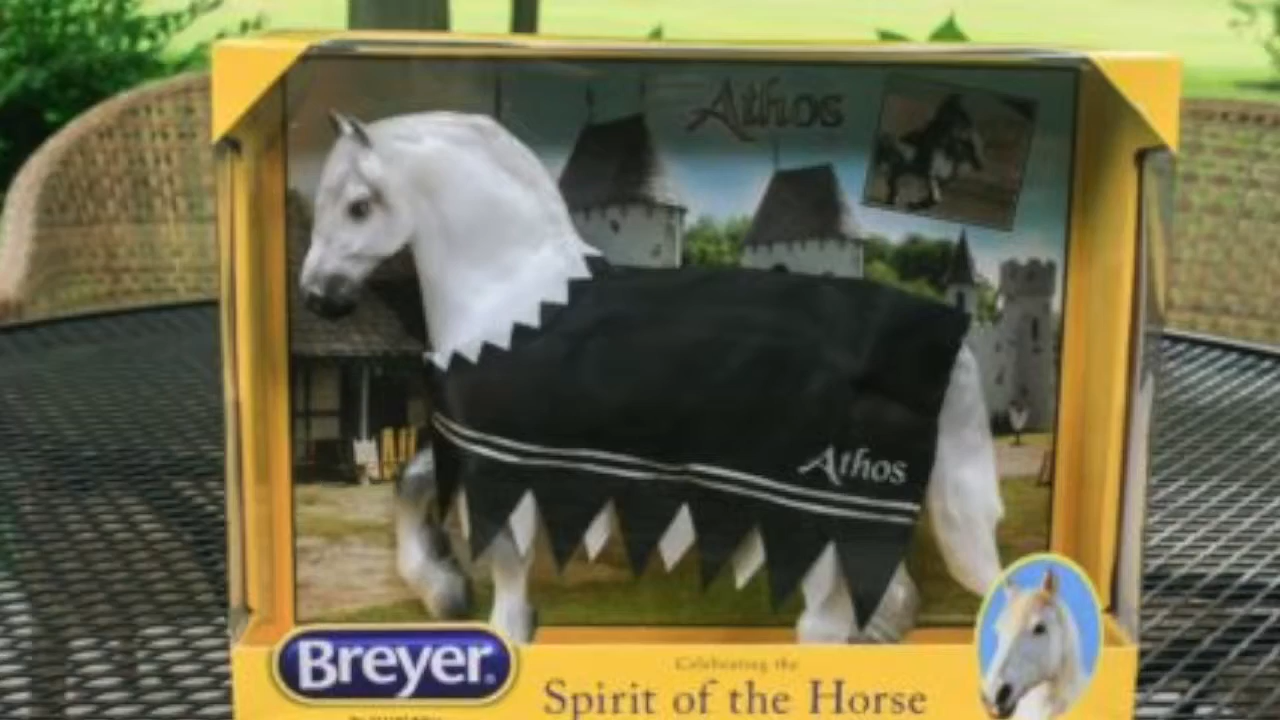 Athos
Athos
Breyer®
Celebrating the
Spirit of the Horse